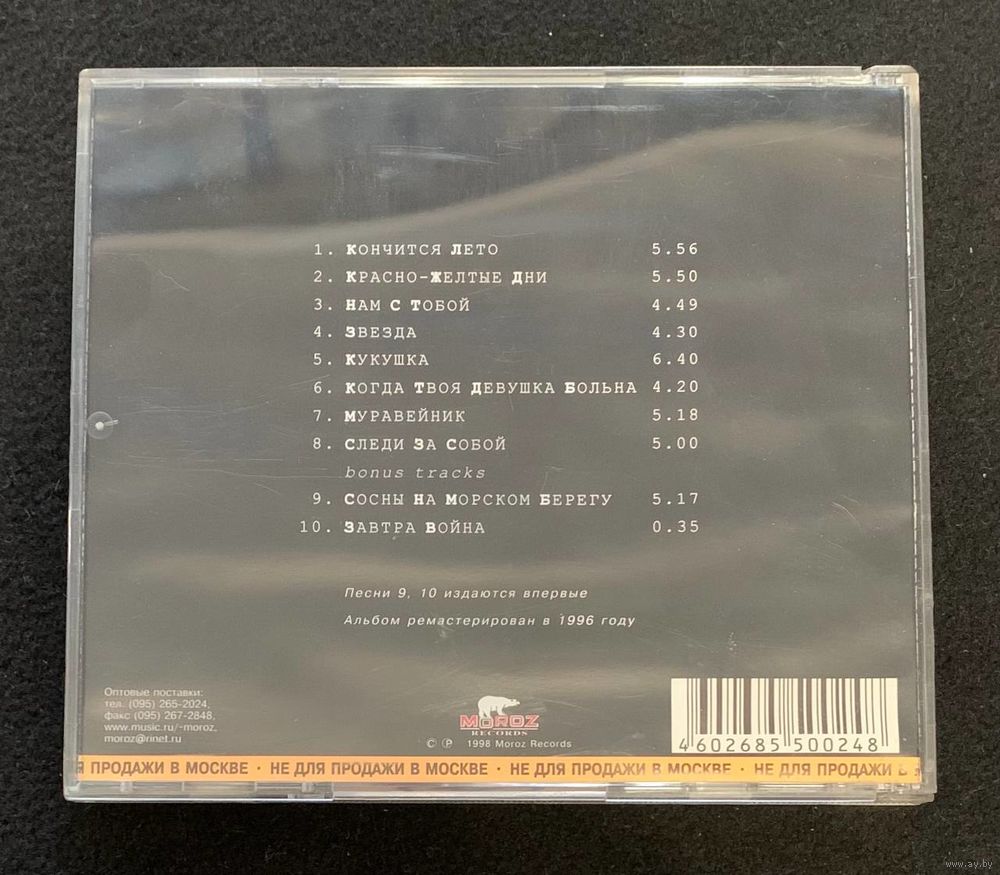 1. Кончится Лето 5.56
2. Красно-Желтые Дни 5.50
3. Нам С Тобой 4.49
4. Звезда 4.30
5. Кукушка 6.40
6. Когда Твоя Девушка Больна 4.20
7. Муравейник 5.18
8. Следи За Собой 5.00
bonus tracks
9. Сосны На Морском Берегу 5.17
10. Завтра Война 0.35
Песни 9, 10 издаются впервые
Альбом ремастерирован в 1996 году
Оптовые поставки:
тел. (095) 265-2024,
факс (095) 267-2848,
www.music.ru/~moroz,
moroz@rinet.ru
MOROZ
RECORDS
© ℗ 1998 Moroz Records
4 602685 500248
Я ПРОДАЖИ В МОСКВЕ · НЕ ДЛЯ ПРОДАЖИ В МОСКВЕ · НЕ ДЛЯ ПРОДАЖИ В МОСКВЕ · НЕ ДЛЯ ПРОДАЖИ В
www.ay.by